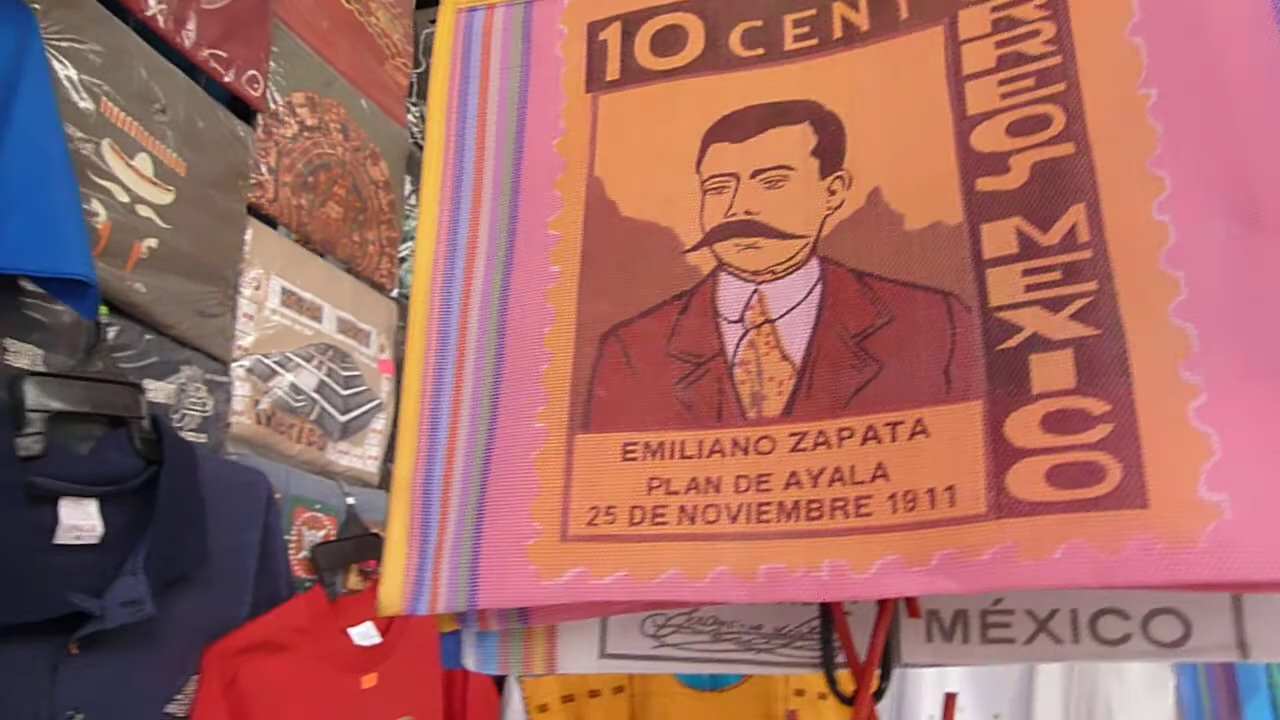 10 CENT
RREOS MEXICO
EMILIANO ZAPATA
PLAN DE AYALA
25 DE NOVIEMBRE 1911
MÉXICO